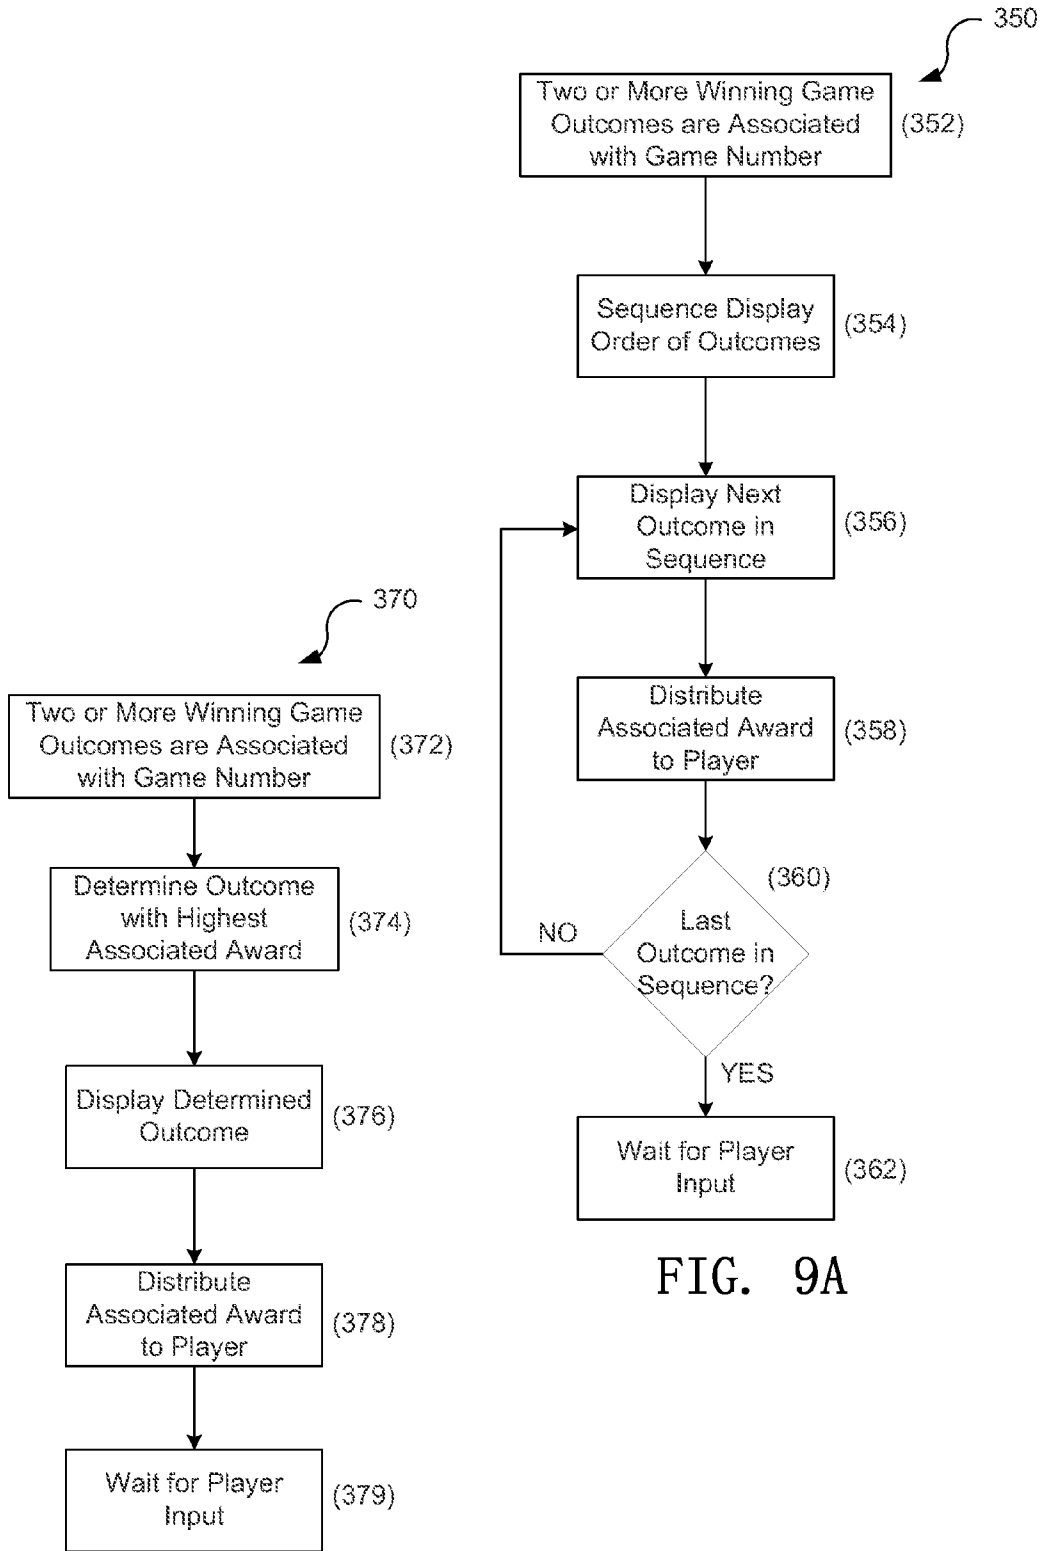 350
Two or More Winning Game
Outcomes are Associated
with Game Number
(352)
Sequence Display
Order of Outcomes
(354)
Display Next
Outcome in
Sequence
(356)
Distribute
Associated Award
to Player
(358)
(360)
Last
Outcome in
Sequence?
NO
YES
Wait for Player
Input
(362)
FIG. 9A
370
Two or More Winning Game
Outcomes are Associated
with Game Number
(372)
Determine Outcome
with Highest
Associated Award
(374)
Display Determined
Outcome
(376)
Distribute
Associated Award
to Player
(378)
Wait for Player
Input
(379)